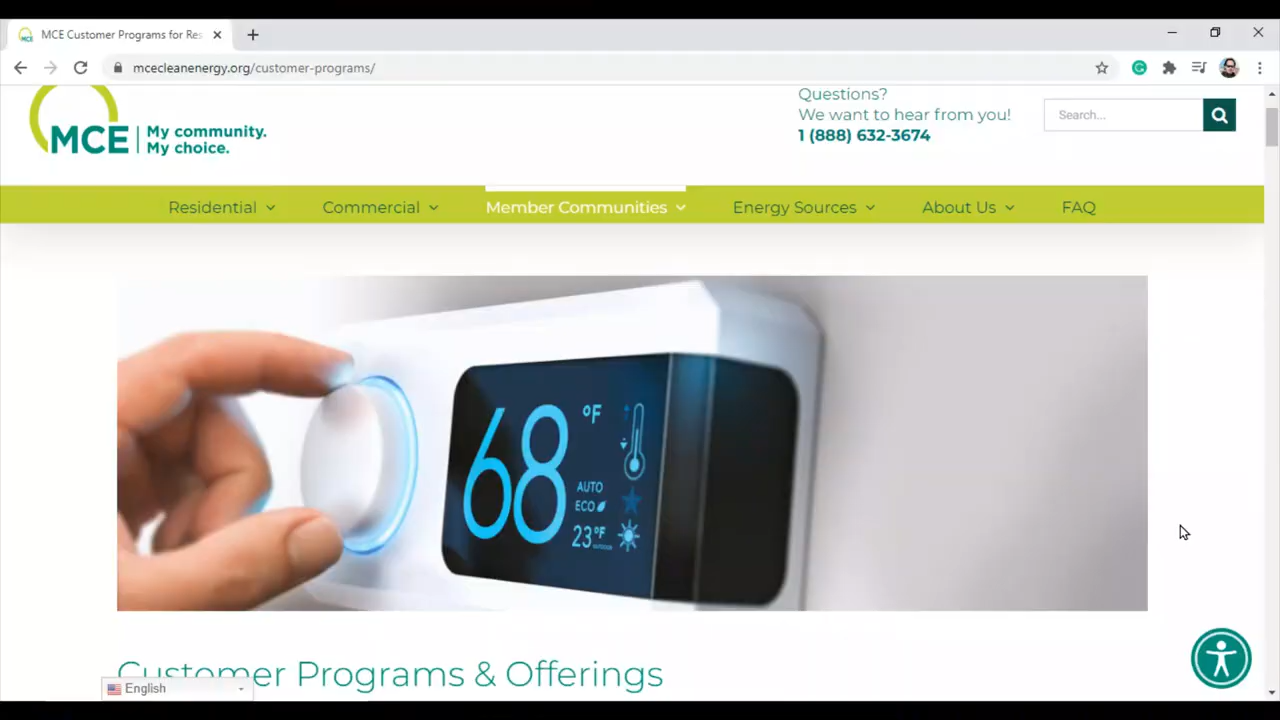 MCE Customer Programs for Res
mcecleanenergy.org/customer-programs/
MCE
My community.
My choice.
Questions?
We want to hear from you!
1 (888) 632-3674
Search...
Residential
Commercial
Member Communities
Energy Sources
About Us
FAQ
68 °F
AUTO
ECO
23°F
Customer Programs & Offerings
English